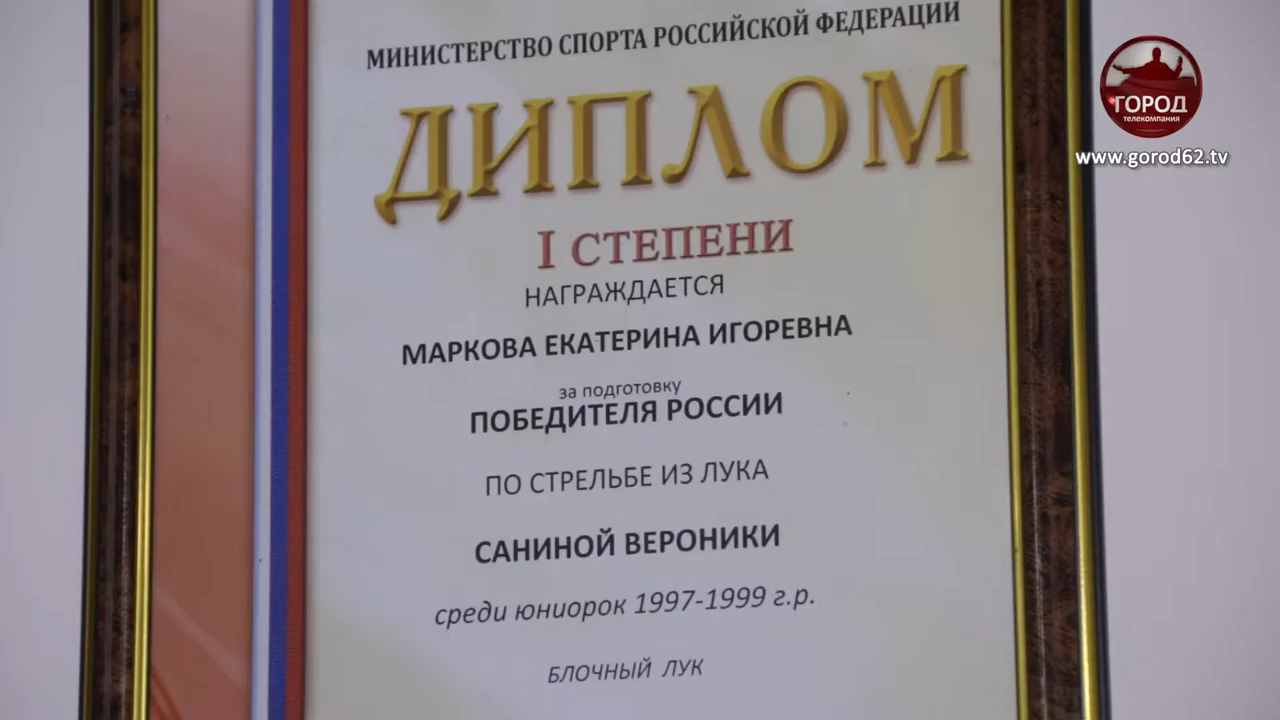 МИНИСТЕРСТВО СПОРТА РОССИЙСКОЙ ФЕДЕРАЦИИ
ДИПЛОМ
I СТЕПЕНИ
НАГРАЖДАЕТСЯ
МАРКОВА ЕКАТЕРИНА ИГОРЕВНА
за подготовку
ПОБЕДИТЕЛЯ РОССИИ
ПО СТРЕЛЬБЕ ИЗ ЛУКА
САНИНОЙ ВЕРОНИКИ
среди юниорок 1997-1999 г.р.
БЛОЧНЫЙ ЛУК
ГОРОД
телекомпания
www.gorod62.tv